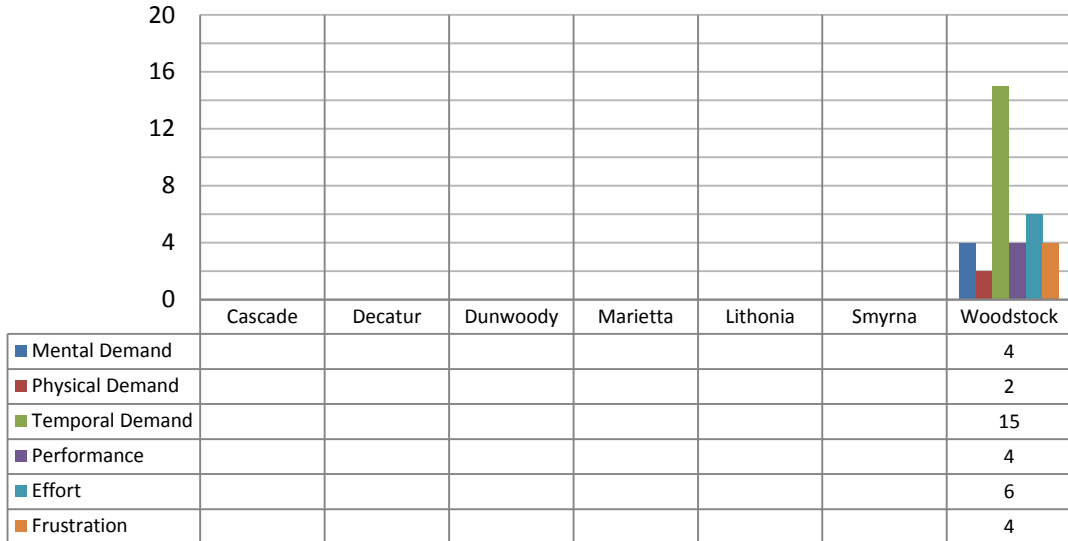 20
16
12
8
4
0
Cascade Decatur Dunwoody Marietta Lithonia Smyrna Woodstock
Mental Demand 4
Physical Demand 2
Temporal Demand 15
Performance 4
Effort 6
Frustration 4